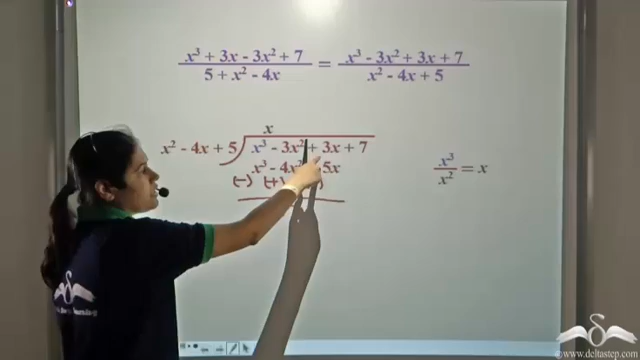 x³ + 3x - 3x² + 7 / 5 + x² - 4x = x³ - 3x² + 3x + 7 / x² - 4x + 5
x
x² - 4x + 5 ) x³ - 3x² + 3x + 7
x³ - 4x² 5x
(-) (+)
x³ / x² = x
www.deltastep.com